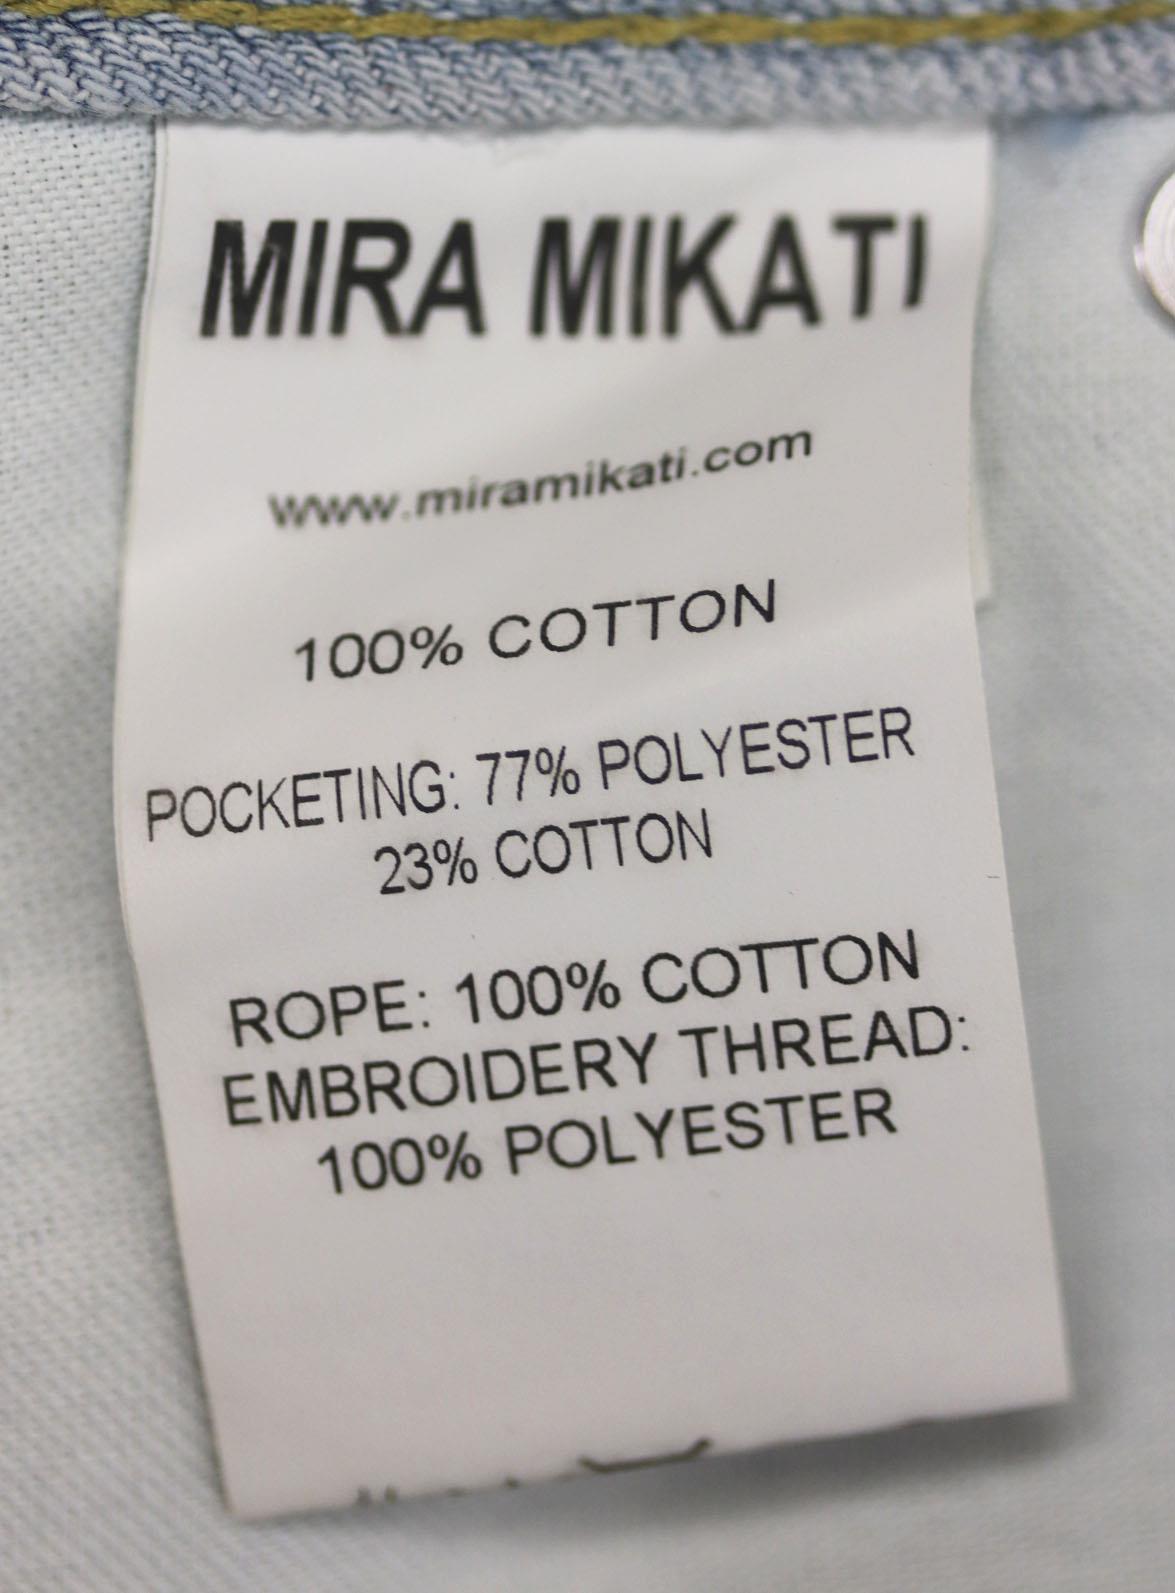 MIRA MIKATI
www.miramikati.com
100% COTTON
POCKETING: 77% POLYESTER
23% COTTON
ROPE: 100% COTTON
EMBROIDERY THREAD:
100% POLYESTER